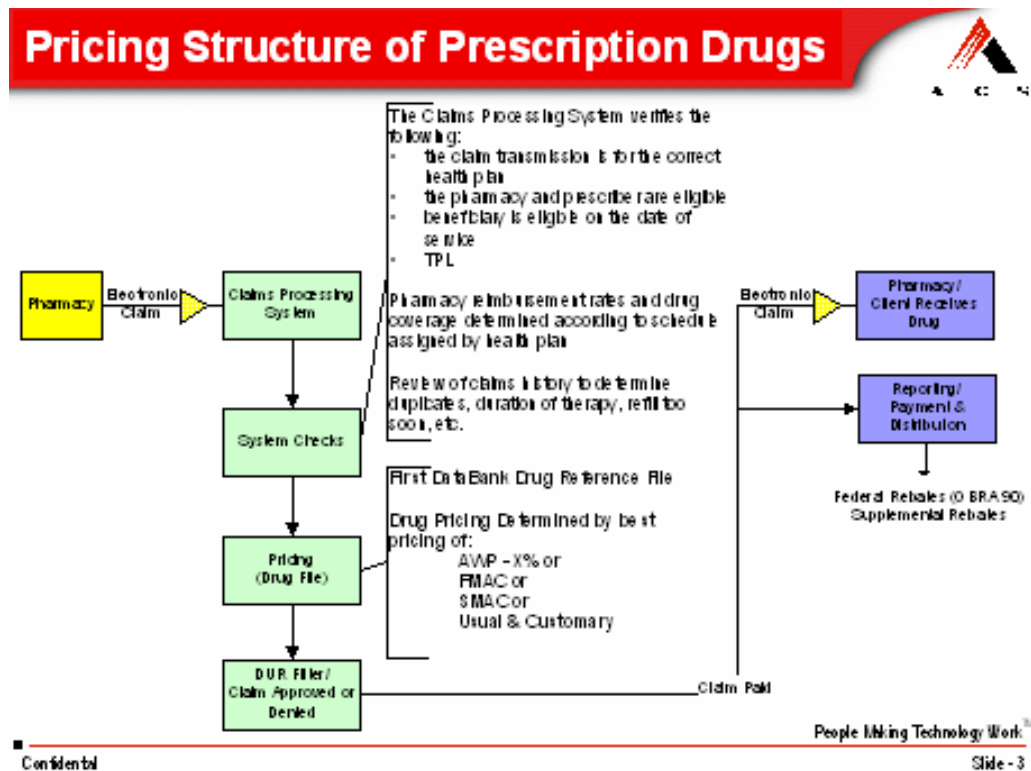 Pricing Structure of Prescription Drugs
A C S
The Claims Processing System verifies the
following:
- the claim transmission is for the correct
health plan
- the pharmacy and prescribe rare eligible
- beneficiary is eligible on the date of
service
- TPL
Pharmacy reimbursement rates and drug
coverage determined according to schedule
assigned by health plan
Review of claims history to determine
duplicates, duration of therapy, refill too
soon, etc.
Pharmacy
Electronic
Claim
Claims Processing
System
System Checks
First DataBank Drug Reference File
Drug Pricing Determined by best
pricing of:
AWP - X% or
FMAC or
SMAC or
Usual & Customary
Pricing
(Drug File)
DUR Filter/
Claim Approved or
Denied
Claim Paid
Electronic
Claim
Pharmacy/
Client Receives
Drug
Reporting/
Payment &
Distribution
Federal Rebates (OBRA 90)
Supplemental Rebates
People Making Technology Work™
Confidental
Slide - 3